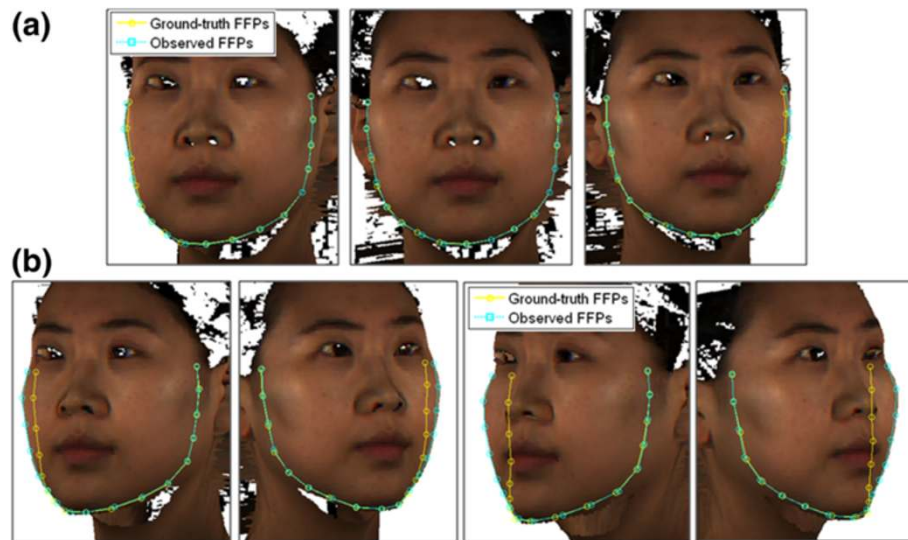 (a)
Ground-truth FFPs
Observed FFPs
(b)
Ground-truth FFPs
Observed FFPs